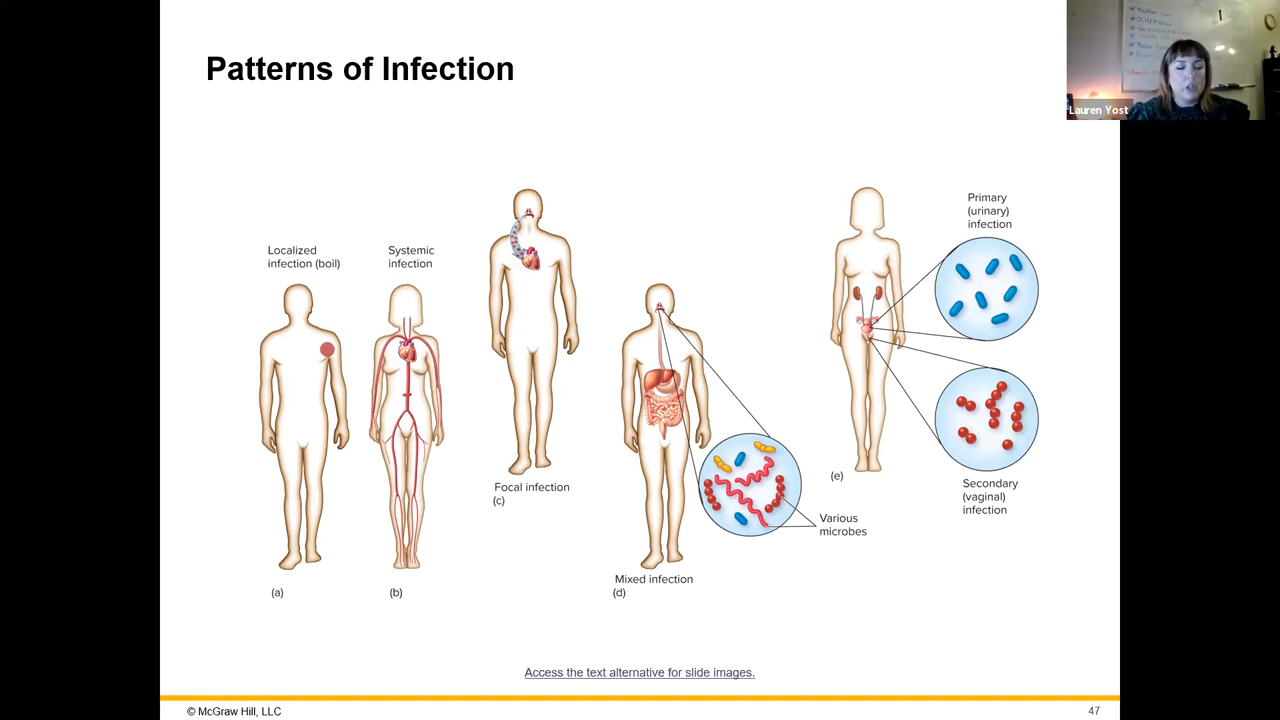 Patterns of Infection
Lauren Yost
Localized
infection (boil)
(a)
Systemic
infection
(b)
Focal infection
(c)
Mixed infection
(d)
Various
microbes
(e)
Primary
(urinary)
infection
Secondary
(vaginal)
infection
Access the text alternative for slide images.
© McGraw Hill, LLC
47